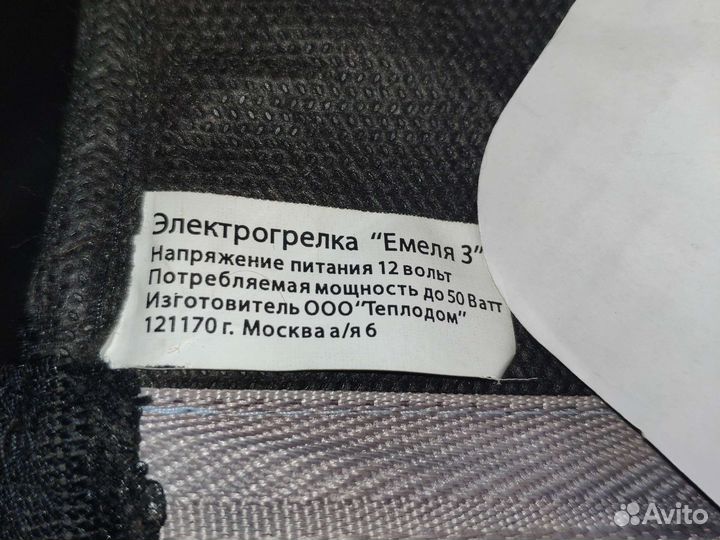 Электрогрелка "Емеля 3"
Напряжение питания 12 вольт
Потребляемая мощность до 50 Ватт
Изготовитель ООО "Теплодом"
121170 г. Москва а/я 6
Avito